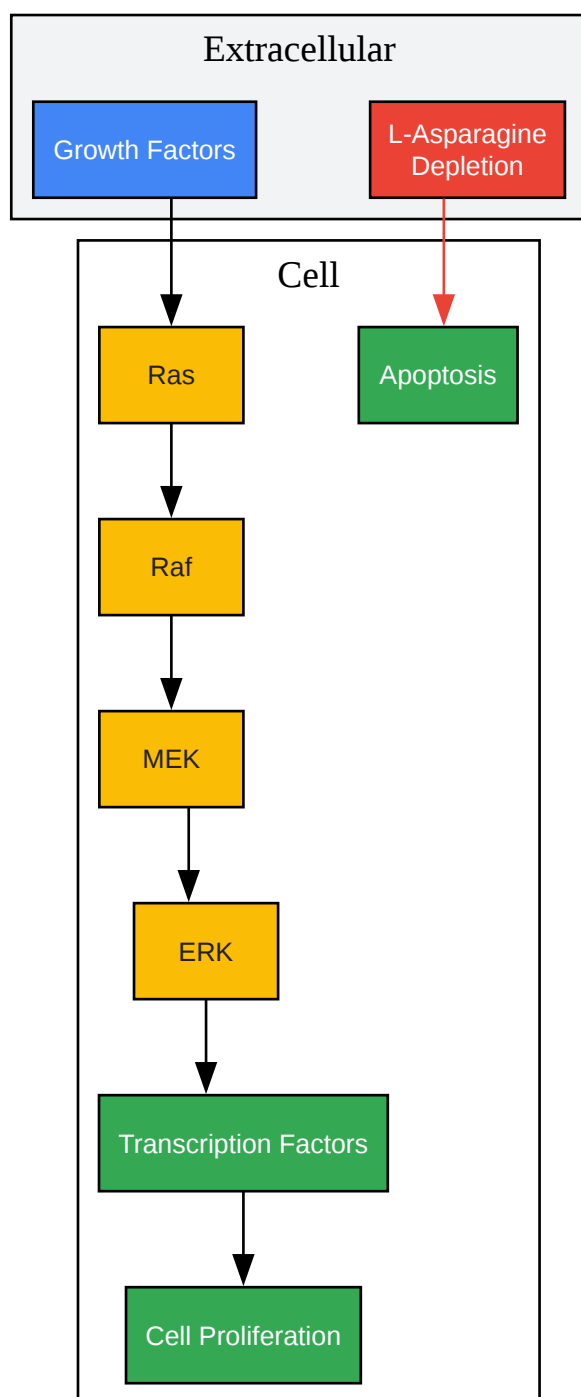 Extracellular
Growth Factors
L-Asparagine
Depletion
Cell
Ras
Apoptosis
Raf
MEK
ERK
Transcription Factors
Cell Proliferation